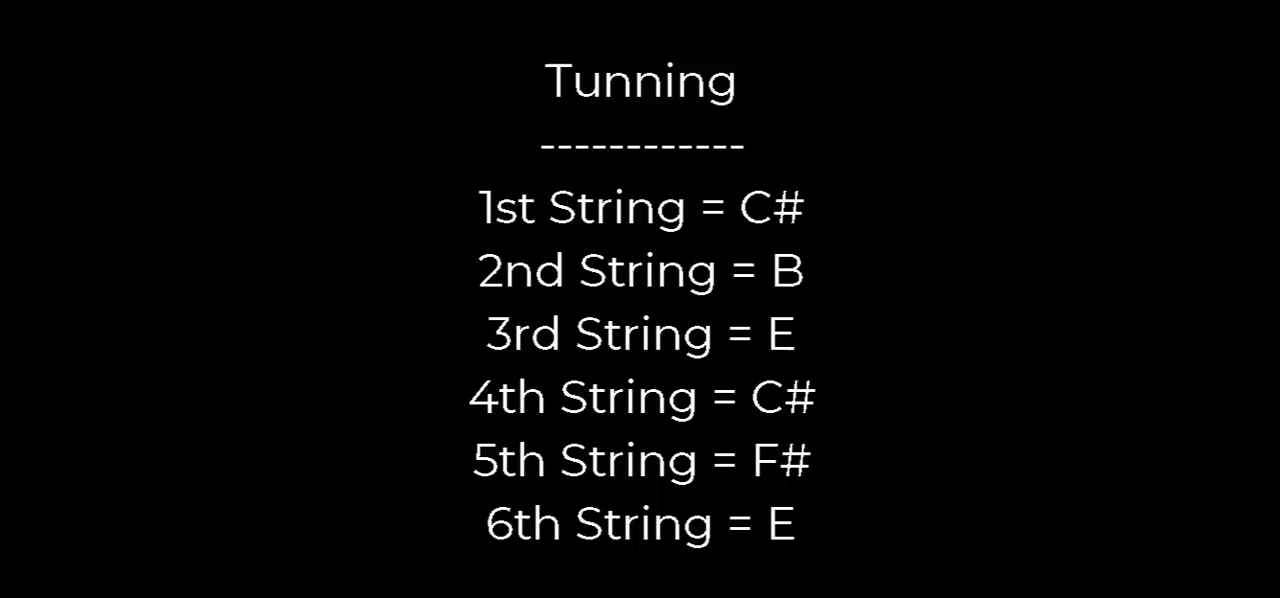 Tunning
------------
1st String = C#
2nd String = B
3rd String = E
4th String = C#
5th String = F#
6th String = E